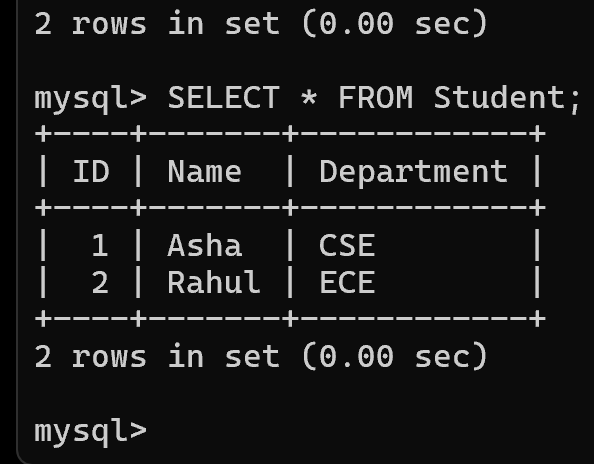 2 rows in set (0.00 sec)
mysql> SELECT * FROM Student;
+----+-------+------------+
| ID | Name  | Department |
+----+-------+------------+
|  1 | Asha  | CSE        |
|  2 | Rahul | ECE        |
+----+-------+------------+
2 rows in set (0.00 sec)
mysql>